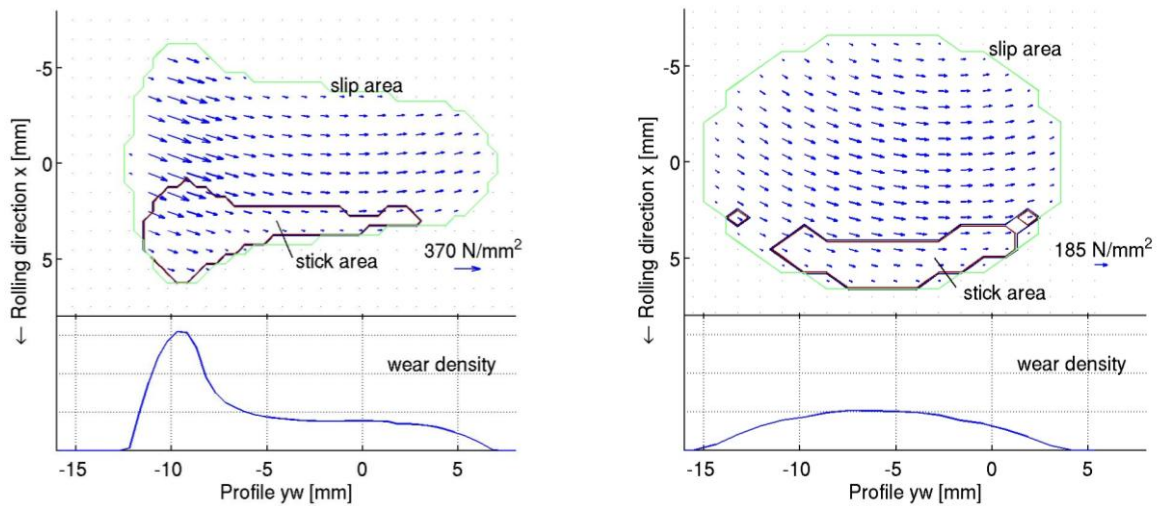 slip area
-5
0
5
← Rolling direction x [mm]
370 N/mm²
stick area
wear density
-15 -10 -5 0 5
Profile yw [mm]
slip area
-5
0
5
← Rolling direction x [mm]
185 N/mm²
stick area
wear density
-15 -10 -5 0 5
Profile yw [mm]